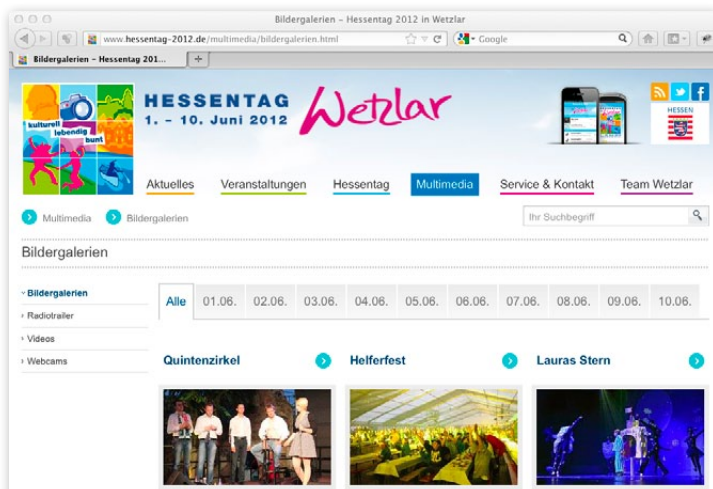 Bildergalerien – Hessentag 2012 in Wetzlar
www.hessentag-2012.de/multimedia/bildergalerien.html
Google
Bildergalerien – Hessentag 201...
kulturell
lebendig
bunt
HESSENTAG
1. – 10. Juni 2012
Wetzlar
HESSEN
Aktuelles Veranstaltungen Hessentag Multimedia Service & Kontakt Team Wetzlar
Multimedia Bildergalerien
Ihr Suchbegriff
Bildergalerien
Bildergalerien
Radiotrailer
Videos
Webcams
Alle 01.06. 02.06. 03.06. 04.06. 05.06. 06.06. 07.06. 08.06. 09.06. 10.06.
Quintenzirkel Helferfest Lauras Stern